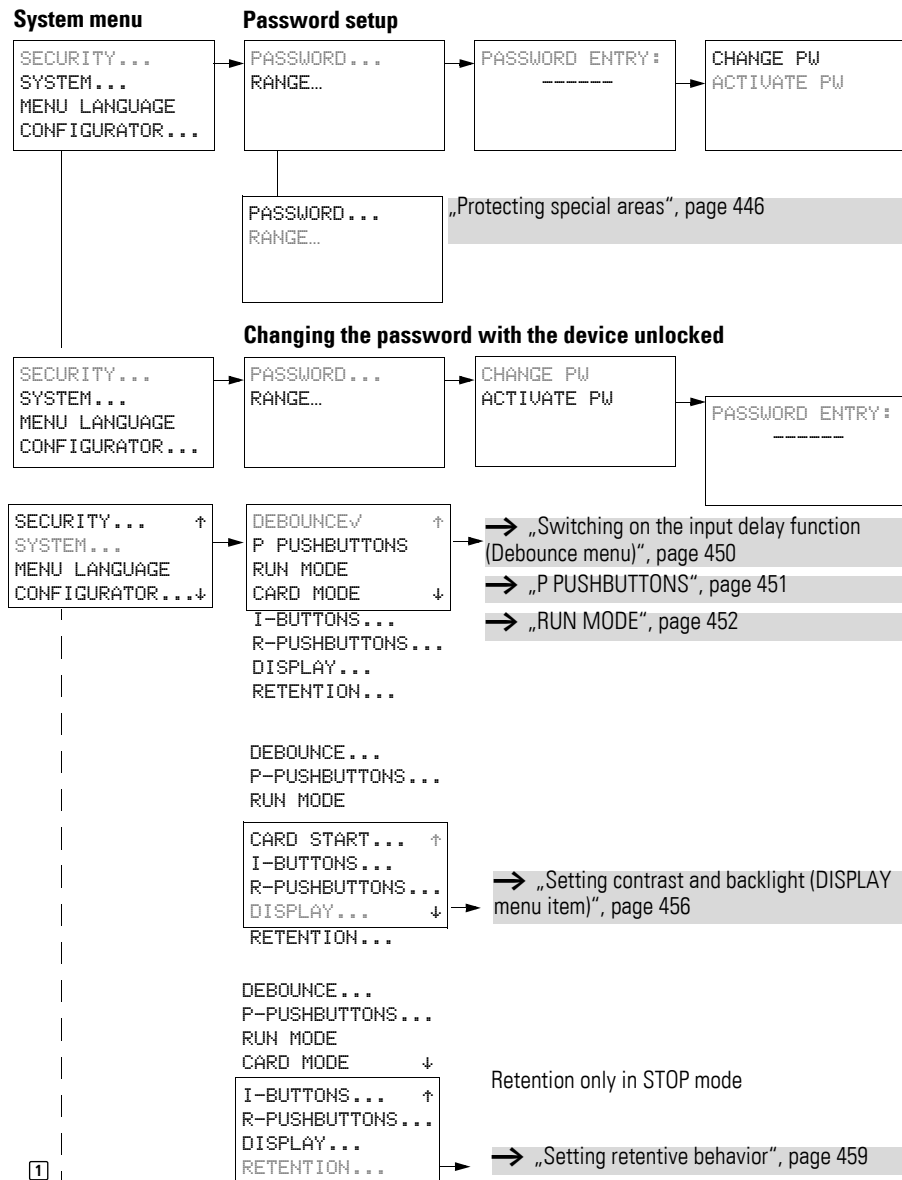 System menu
Password setup
SECURITY...
SYSTEM...
MENU LANGUAGE
CONFIGURATOR...
PASSWORD...
RANGE…
PASSWORD ENTRY:
------
CHANGE PW
ACTIVATE PW
PASSWORD...
RANGE…
„Protecting special areas“, page 446
Changing the password with the device unlocked
SECURITY...
SYSTEM...
MENU LANGUAGE
CONFIGURATOR...
PASSWORD...
RANGE…
CHANGE PW
ACTIVATE PW
PASSWORD ENTRY:
------
SECURITY... ↑
SYSTEM...
MENU LANGUAGE
CONFIGURATOR...↓
DEBOUNCE√ ↑
P PUSHBUTTONS
RUN MODE
CARD MODE ↓
I-BUTTONS...
R-PUSHBUTTONS...
DISPLAY...
RETENTION...
→ „Switching on the input delay function
(Debounce menu)“, page 450
→ „P PUSHBUTTONS“, page 451
→ „RUN MODE“, page 452
DEBOUNCE...
P-PUSHBUTTONS...
RUN MODE
CARD START... ↑
I-BUTTONS...
R-PUSHBUTTONS...
DISPLAY... ↓
RETENTION...
→ „Setting contrast and backlight (DISPLAY
menu item)“, page 456
DEBOUNCE...
P-PUSHBUTTONS...
RUN MODE
CARD MODE ↓
I-BUTTONS... ↑
R-PUSHBUTTONS...
DISPLAY...
RETENTION...
Retention only in STOP mode
→ „Setting retentive behavior“, page 459
1